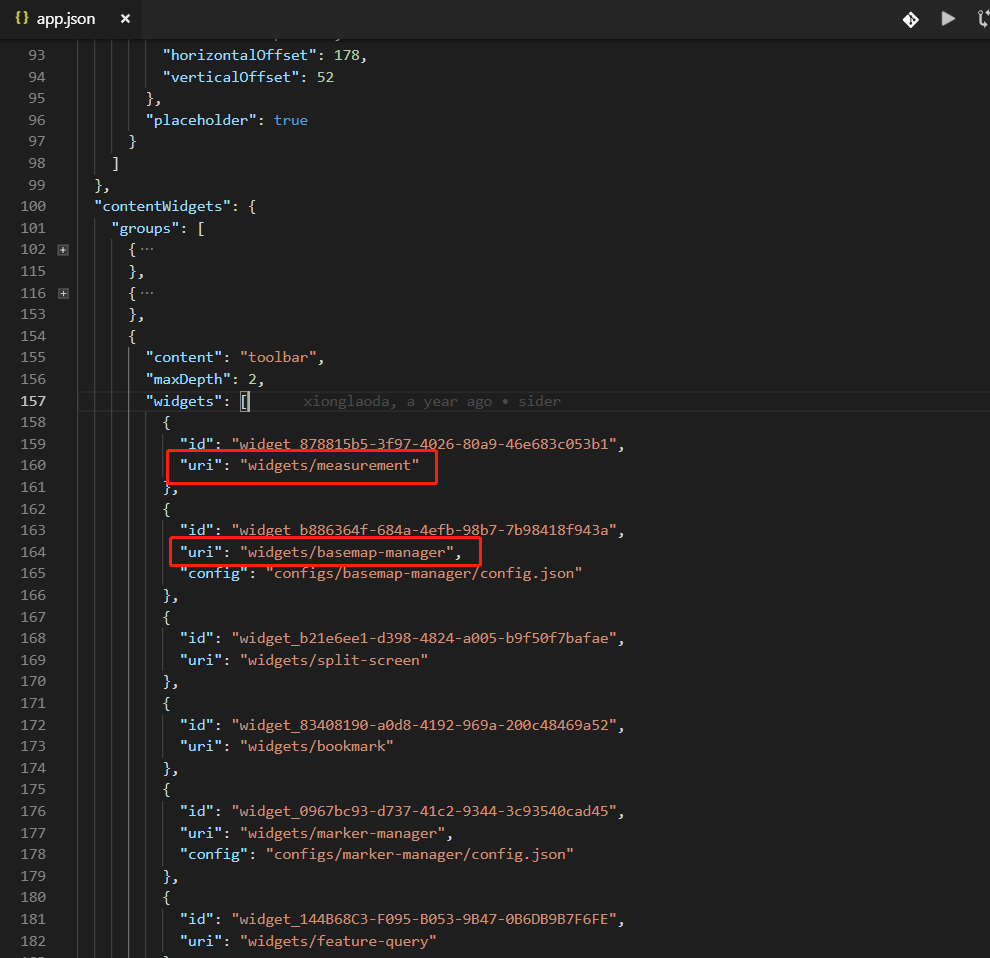 {} app.json ×
93 "horizontalOffset": 178,
94 "verticalOffset": 52
95 },
96 "placeholder": true
97 }
98 ]
99 },
100 "contentWidgets": {
101 "groups": [
102 {···
115 },
116 {···
153 },
154 {
155 "content": "toolbar",
156 "maxDepth": 2,
157 "widgets": [ xionglaoda, a year ago • sider
158 {
159 "id": "widget_878815b5-3f97-4026-80a9-46e683c053b1",
160 "uri": "widgets/measurement"
161 },
162 {
163 "id": "widget_b886364f-684a-4efb-98b7-7b98418f943a",
164 "uri": "widgets/basemap-manager",
165 "config": "configs/basemap-manager/config.json"
166 },
167 {
168 "id": "widget_b21e6ee1-d398-4824-a005-b9f50f7bafae",
169 "uri": "widgets/split-screen"
170 },
171 {
172 "id": "widget_83408190-a0d8-4192-969a-200c48469a52",
173 "uri": "widgets/bookmark"
174 },
175 {
176 "id": "widget_0967bc93-d737-41c2-9344-3c93540cad45",
177 "uri": "widgets/marker-manager",
178 "config": "configs/marker-manager/config.json"
179 },
180 {
181 "id": "widget_144B68C3-F095-B053-9B47-0B6DB9B7F6FE",
182 "uri": "widgets/feature-query"